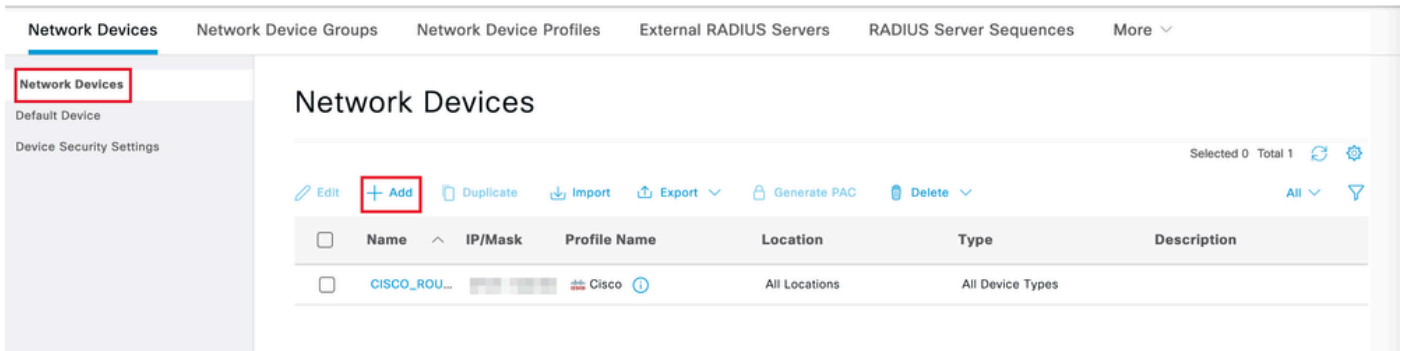 Network Devices Network Device Groups Network Device Profiles External RADIUS Servers RADIUS Server Sequences More
Network Devices
Default Device
Device Security Settings
Network Devices
Selected 0 Total 1
Edit Add Duplicate Import Export Generate PAC Delete All
Name IP/Mask Profile Name Location Type Description
CISCO_ROU... Cisco All Locations All Device Types